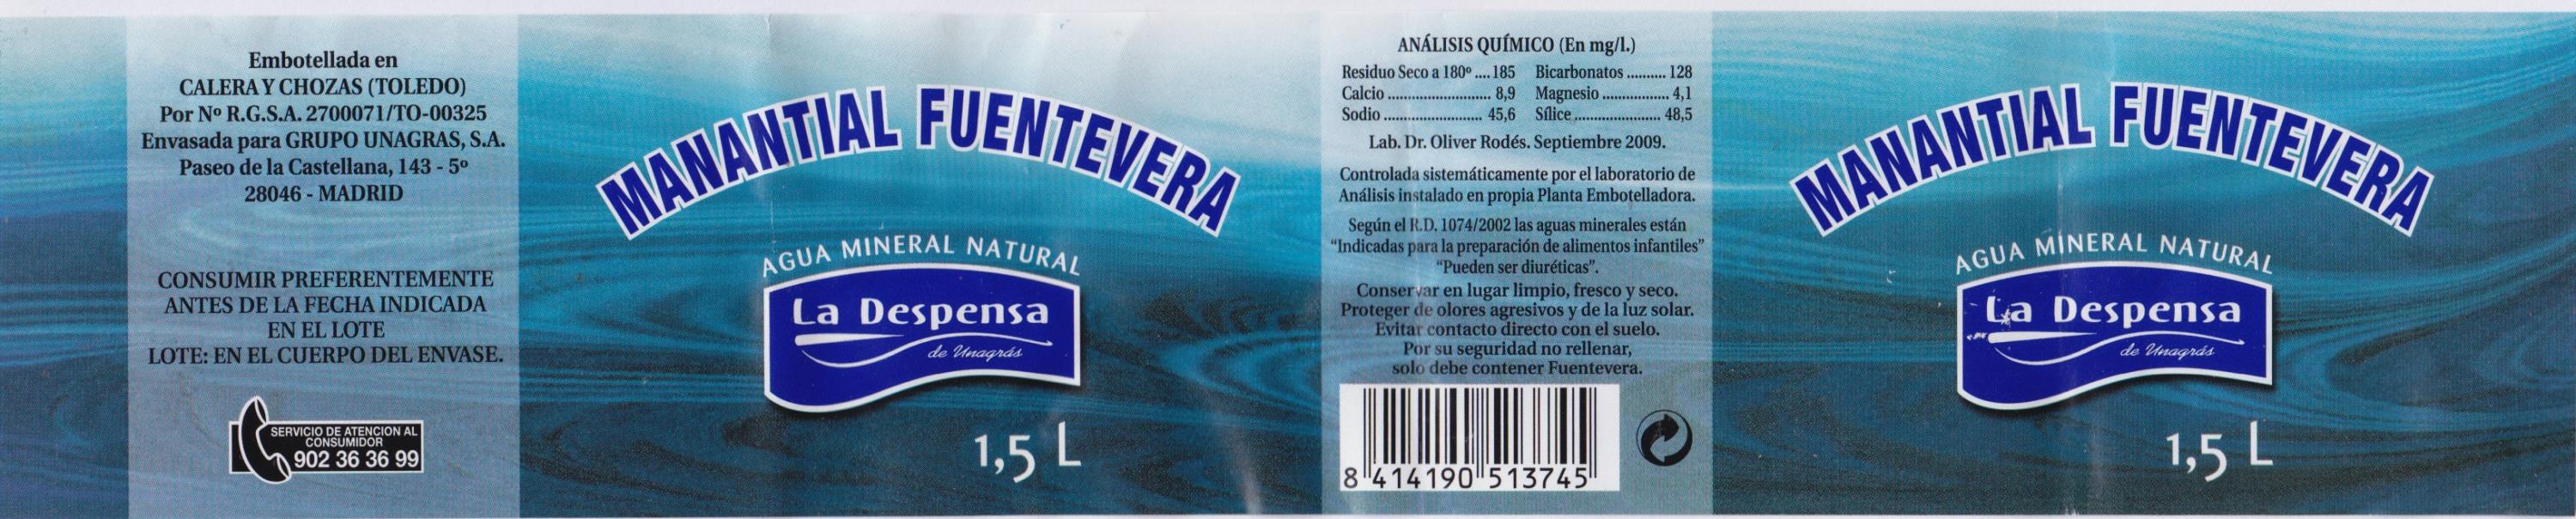 Embotellada en
CALERA Y CHOZAS (TOLEDO)
Por Nº R.G.S.A. 2700071/TO-00325
Envasada para GRUPO UNAGRAS, S.A.
Paseo de la Castellana, 143 - 5º
28046 - MADRID
CONSUMIR PREFERENTEMENTE
ANTES DE LA FECHA INDICADA
EN EL LOTE
LOTE: EN EL CUERPO DEL ENVASE.
SERVICIO DE ATENCION AL
CONSUMIDOR
902 36 36 99
MANANTIAL FUENTEVERA
AGUA MINERAL NATURAL
La Despensa
de Unagrás
1,5 L
ANÁLISIS QUÍMICO (En mg/l.)
Residuo Seco a 180º .... 185 Bicarbonatos .......... 128
Calcio .......................... 8,9 Magnesio ................. 4,1
Sodio ......................... 45,6 Sílice ...................... 48,5
Lab. Dr. Oliver Rodés. Septiembre 2009.
Controlada sistemáticamente por el laboratorio de
Análisis instalado en propia Planta Embotelladora.
Según el R.D. 1074/2002 las aguas minerales están
“Indicadas para la preparación de alimentos infantiles”
“Pueden ser diuréticas”.
Conservar en lugar limpio, fresco y seco.
Proteger de olores agresivos y de la luz solar.
Evitar contacto directo con el suelo.
Por su seguridad no rellenar,
solo debe contener Fuentevera.
8 414190 513745
MANANTIAL FUENTEVERA
AGUA MINERAL NATURAL
La Despensa
de Unagrás
1,5 L